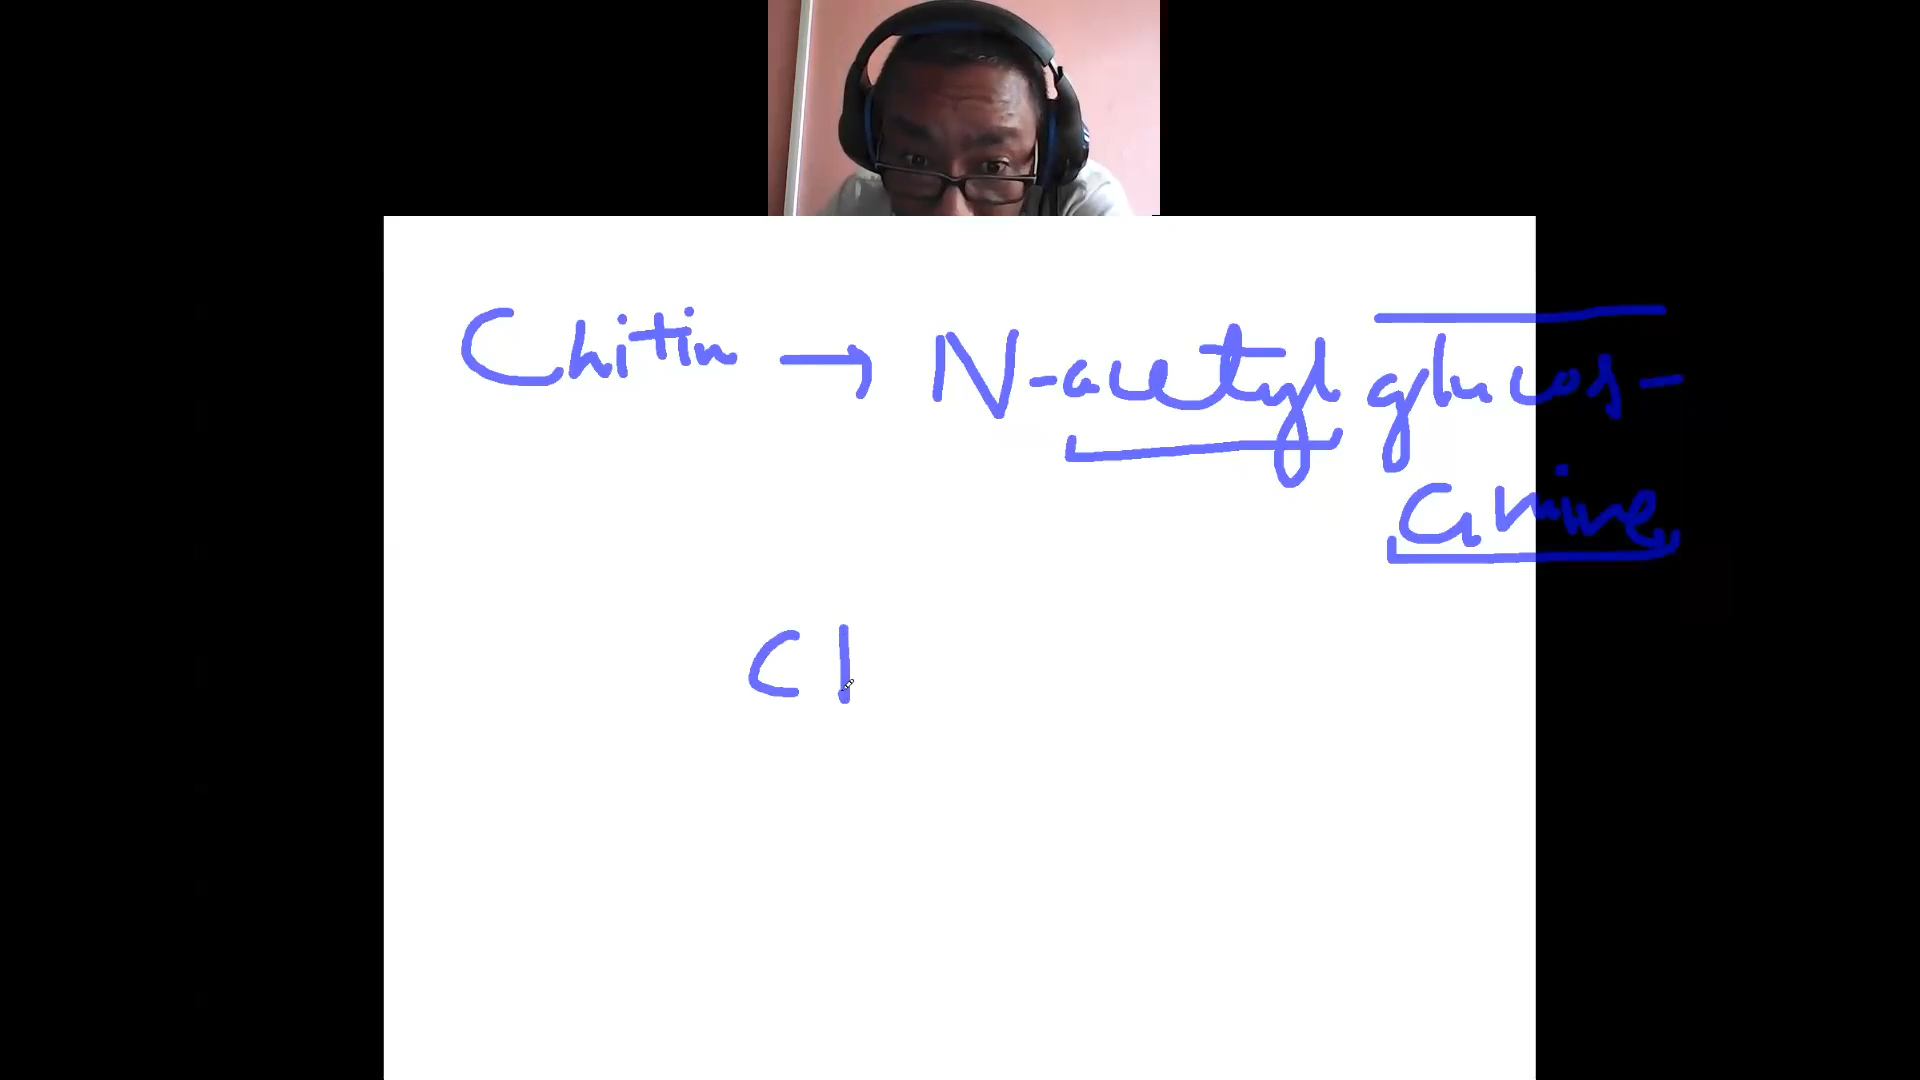 Chitin → N-acetyl glucos-
amine
Cl